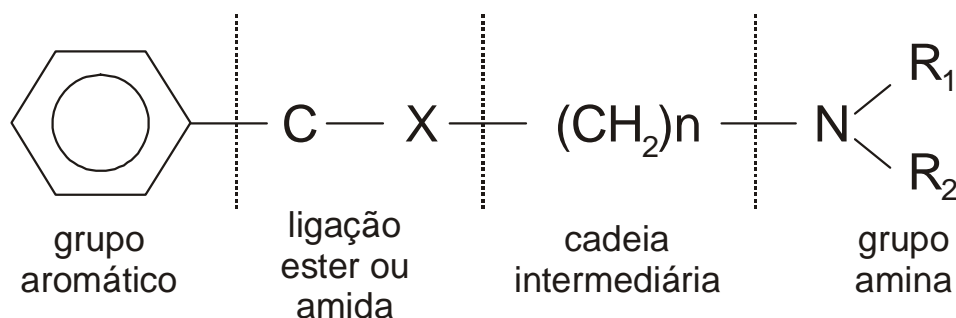 C X (CH₂)n N R₁
R₂
grupo aromático
ligação ester ou amida
cadeia intermediária
grupo amina